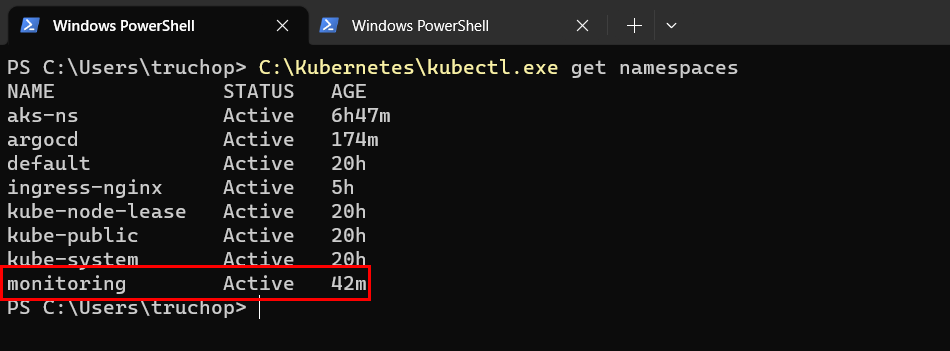 Windows PowerShell Windows PowerShell
PS C:\Users\truchop> C:\Kubernetes\kubectl.exe get namespaces
NAME STATUS AGE
aks-ns Active 6h47m
argocd Active 174m
default Active 20h
ingress-nginx Active 5h
kube-node-lease Active 20h
kube-public Active 20h
kube-system Active 20h
monitoring Active 42m
PS C:\Users\truchop>